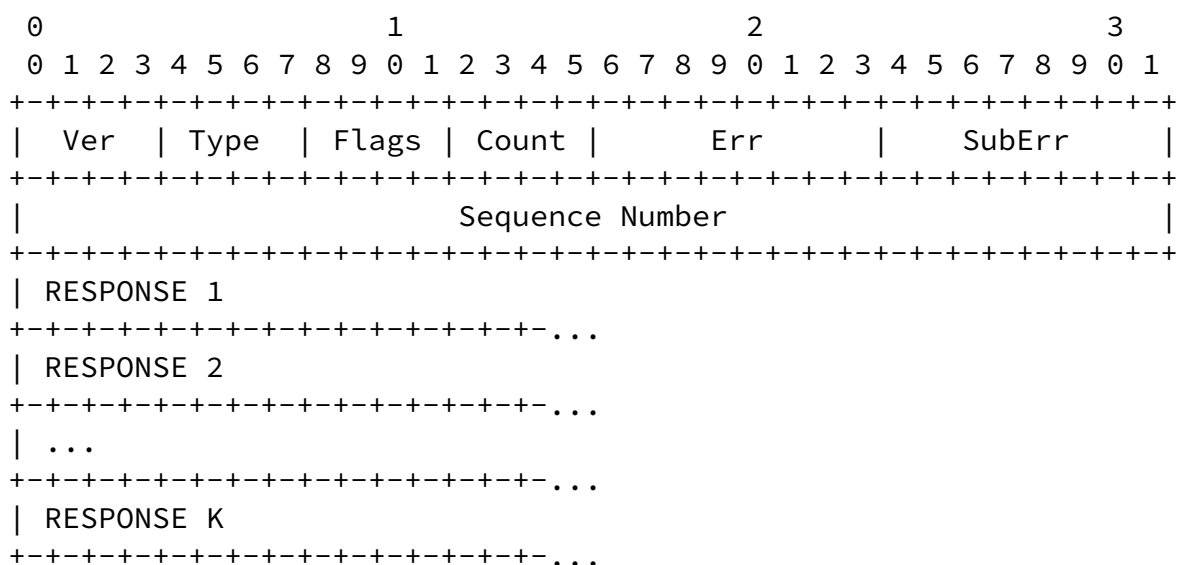 0                   1                   2                   3
 0 1 2 3 4 5 6 7 8 9 0 1 2 3 4 5 6 7 8 9 0 1 2 3 4 5 6 7 8 9 0 1
+-+-+-+-+-+-+-+-+-+-+-+-+-+-+-+-+-+-+-+-+-+-+-+-+-+-+-+-+-+-+-+-+
|  Ver  | Type  | Flags | Count |      Err      |    SubErr     |
+-+-+-+-+-+-+-+-+-+-+-+-+-+-+-+-+-+-+-+-+-+-+-+-+-+-+-+-+-+-+-+-+
|                        Sequence Number                        |
+-+-+-+-+-+-+-+-+-+-+-+-+-+-+-+-+-+-+-+-+-+-+-+-+-+-+-+-+-+-+-+-+
| RESPONSE 1
+-+-+-+-+-+-+-+-+-+-+-+-+-+-+-...
| RESPONSE 2
+-+-+-+-+-+-+-+-+-+-+-+-+-+-+-...
| ...
+-+-+-+-+-+-+-+-+-+-+-+-+-+-+-...
| RESPONSE K
+-+-+-+-+-+-+-+-+-+-+-+-+-+-+-...